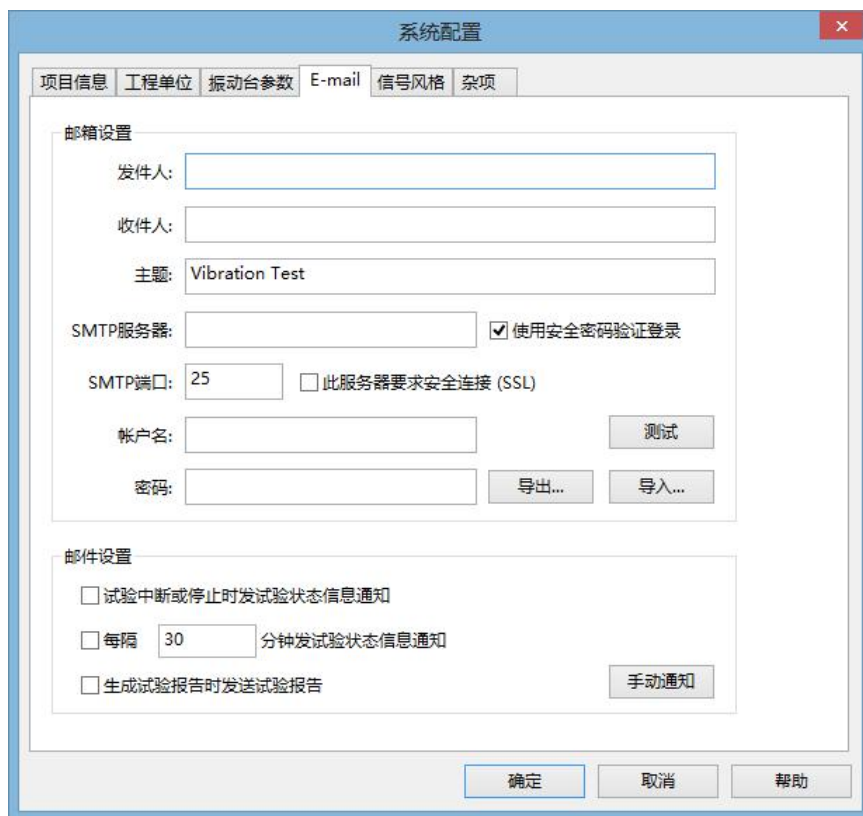 系统配置
项目信息 工程单位 振动台参数 E-mail 信号风格 杂项
邮箱设置
发件人:
收件人:
主题: Vibration Test
SMTP服务器: 使用安全密码验证登录
SMTP端口: 25 此服务器要求安全连接 (SSL)
帐户名: 测试
密码: 导出... 导入...
邮件设置
试验中断或停止时发试验状态信息通知
每隔 30 分钟发试验状态信息通知
生成试验报告时发送试验报告 手动通知
确定 取消 帮助